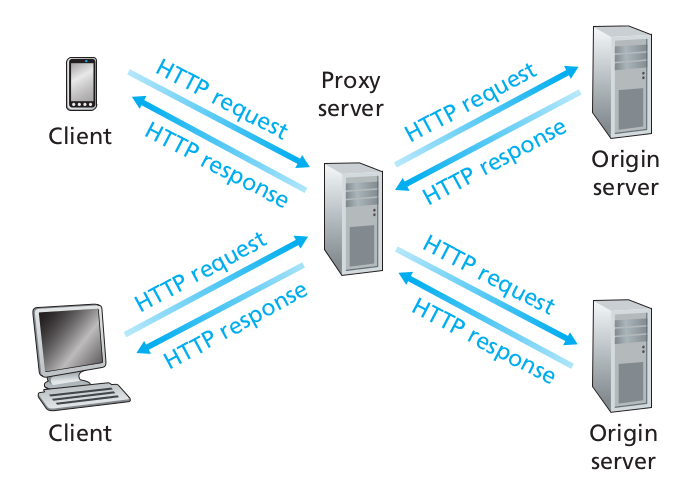 HTTP request
HTTP response
Client
Proxy
server
HTTP request
HTTP response
Origin
server
HTTP request
HTTP response
Client
HTTP request
HTTP response
Origin
server